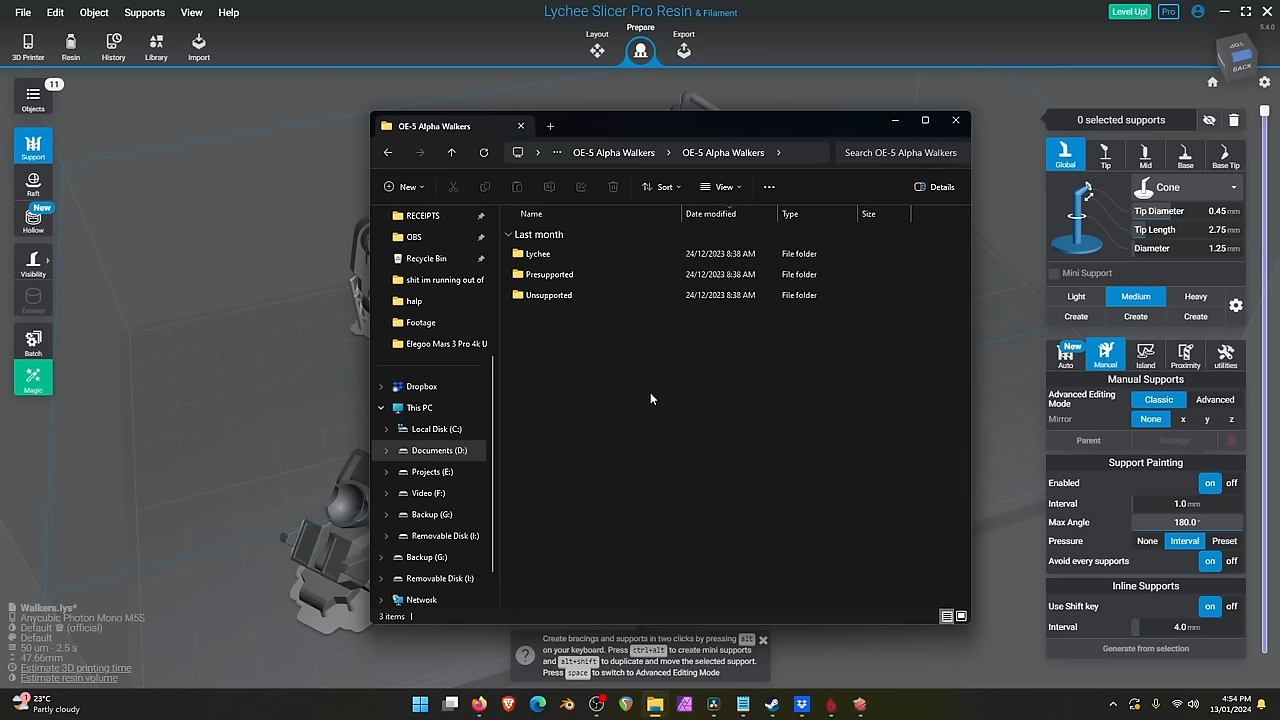 File Edit Object Supports View Help
Lychee Slicer Pro Resin & Filament
Level Up! Pro
5.4.0
3D Printer Resin History Library Import
Layout Prepare Export
TOP
BACK
Objects 11
Support
Raft
New
Hollow
Visibility
Exterior
Batch
Magic
OE-5 Alpha Walkers
OE-5 Alpha Walkers OE-5 Alpha Walkers
Search OE-5 Alpha Walkers
New Sort View Details
RECEIPTS
OBS
Recycle Bin
shit im running out of
halp
Footage
Elegoo Mars 3 Pro 4k U
Dropbox
This PC
Local Disk (C:)
Documents (D:)
Projects (E:)
Video (F:)
Backup (G:)
Removable Disk (I:)
Backup (G:)
Removable Disk (I:)
Network
Name Date modified Type Size
Last month
Lychee 24/12/2023 8:38 AM File folder
Presupported 24/12/2023 8:38 AM File folder
Unsupported 24/12/2023 8:38 AM File folder
3 items
0 selected supports
Global Tip Mid Base Base Tip
Cone
Tip Diameter 0.45 mm
Tip Length 2.75 mm
Diameter 1.25 mm
Mini Support
Light Medium Heavy
Create Create Create
New
Auto Manual Island Proximity utilities
Manual Supports
Advanced Editing
Mode
Classic Advanced
Mirror None x y z
Parent Bracings
Support Painting
Enabled on off
Interval 1.0 mm
Max Angle 180.0 °
Pressure None Interval Preset
Avoid every supports on off
Inline Supports
Use Shift key on off
Interval 4.0 mm
Generate from selection
Walkers.lys*
Anycubic Photon Mono M5S
Default (official)
Default
50 um - 2.5 s
47.66mm
Estimate 3D printing time
Estimate resin volume
Create bracings and supports in two clicks by pressing alt
on your keyboard. Press ctrl+alt to create mini supports
and alt+shift to duplicate and move the selected support.
Press space to switch to Advanced Editing Mode
1
23°C
Partly cloudy
4:54 PM
13/01/2024